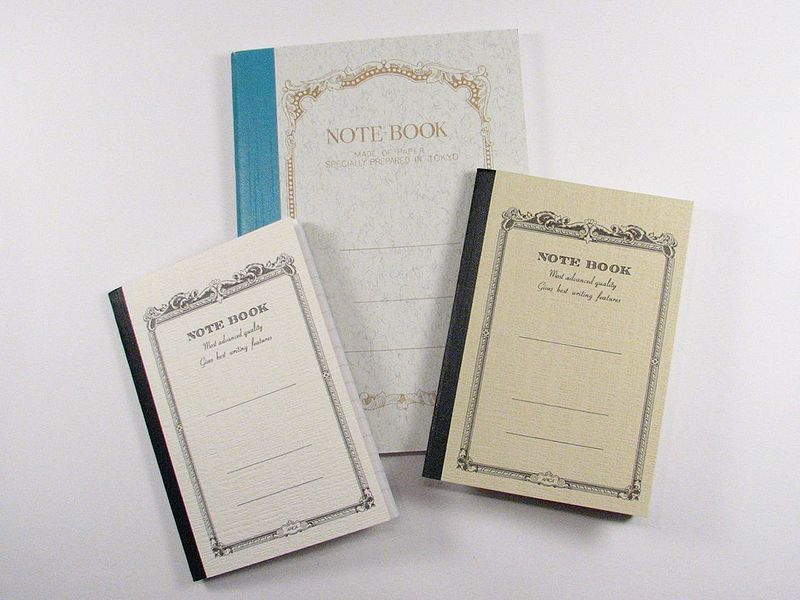 NOTE-BOOK
MADE OF PAPER
SPECIALLY PREPARED IN TOKYO
NOTE BOOK
Most advanced quality
Gives best writing features
NOTE BOOK
Most advanced quality
Gives best writing features